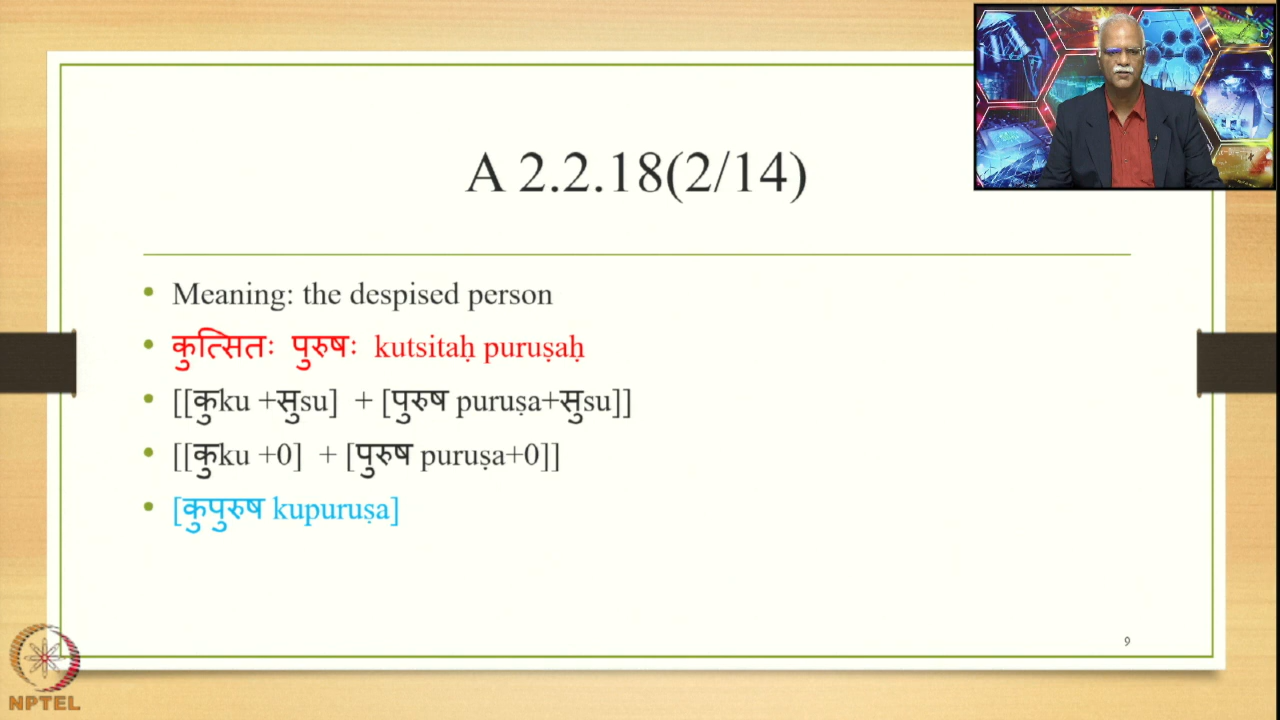 A 2.2.18(2/14)
Meaning: the despised person
कुत्सितः पुरुषः kutsitaḥ puruṣaḥ
[[कुku +सुsu] + [पुरुष puruṣa+सुsu]]
[[कुku +0] + [पुरुष puruṣa+0]]
[कुपुरुष kupuruṣa]
9
NPTEL